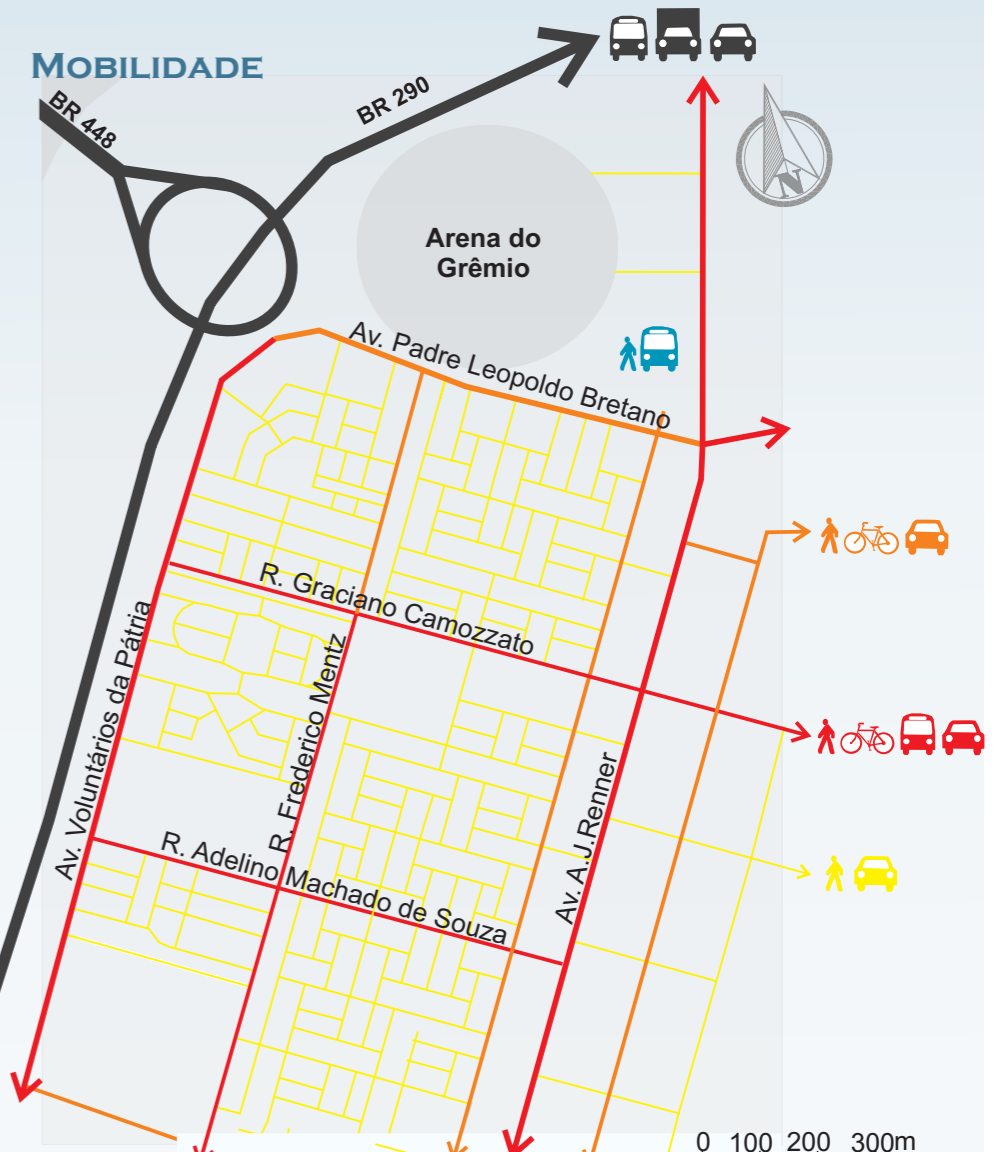 MOBILIDADE
BR 448
BR 290
Arena do
Grêmio
N
Av. Padre Leopoldo Bretano
R. Graciano Camozzato
Av. Voluntários da Pátria
R. Frederico Mentz
Av. A.J.Renner
R. Adelino Machado de Souza
0 100 200 300m